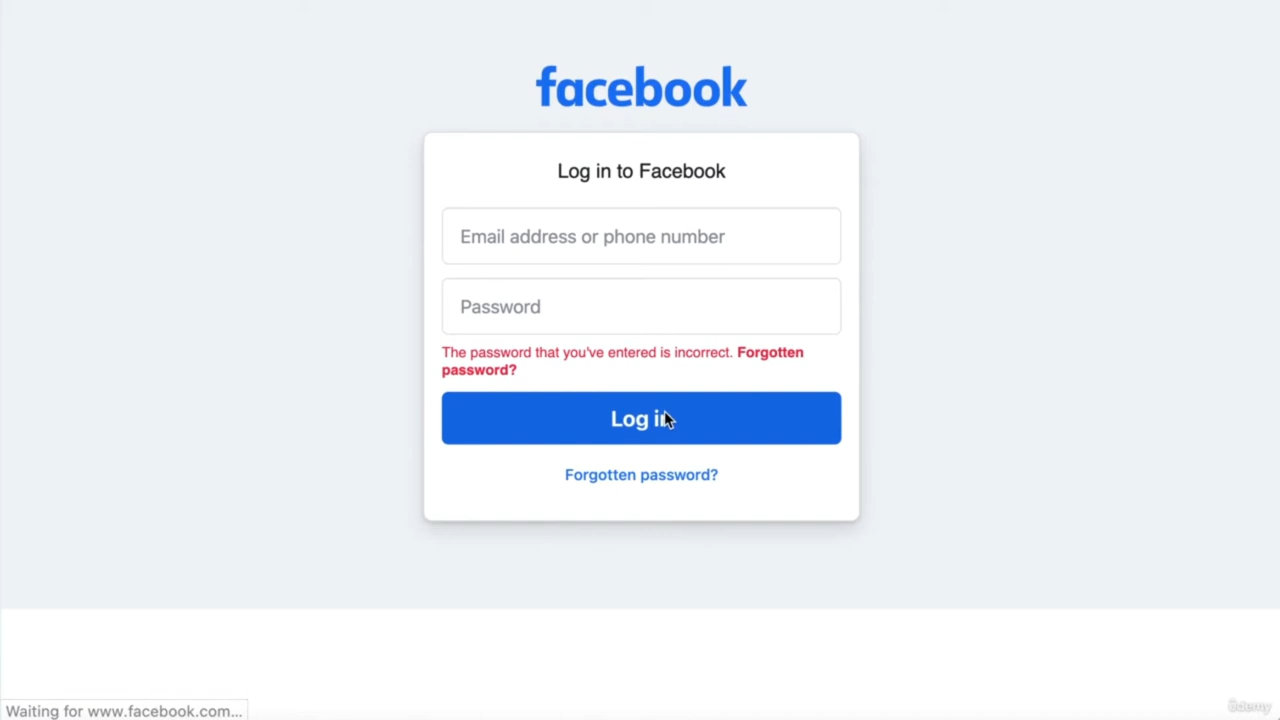 facebook
Log in to Facebook
Email address or phone number
Password
The password that you've entered is incorrect. Forgotten
password?
Log in
Forgotten password?
Waiting for www.facebook.com...
ûdemy